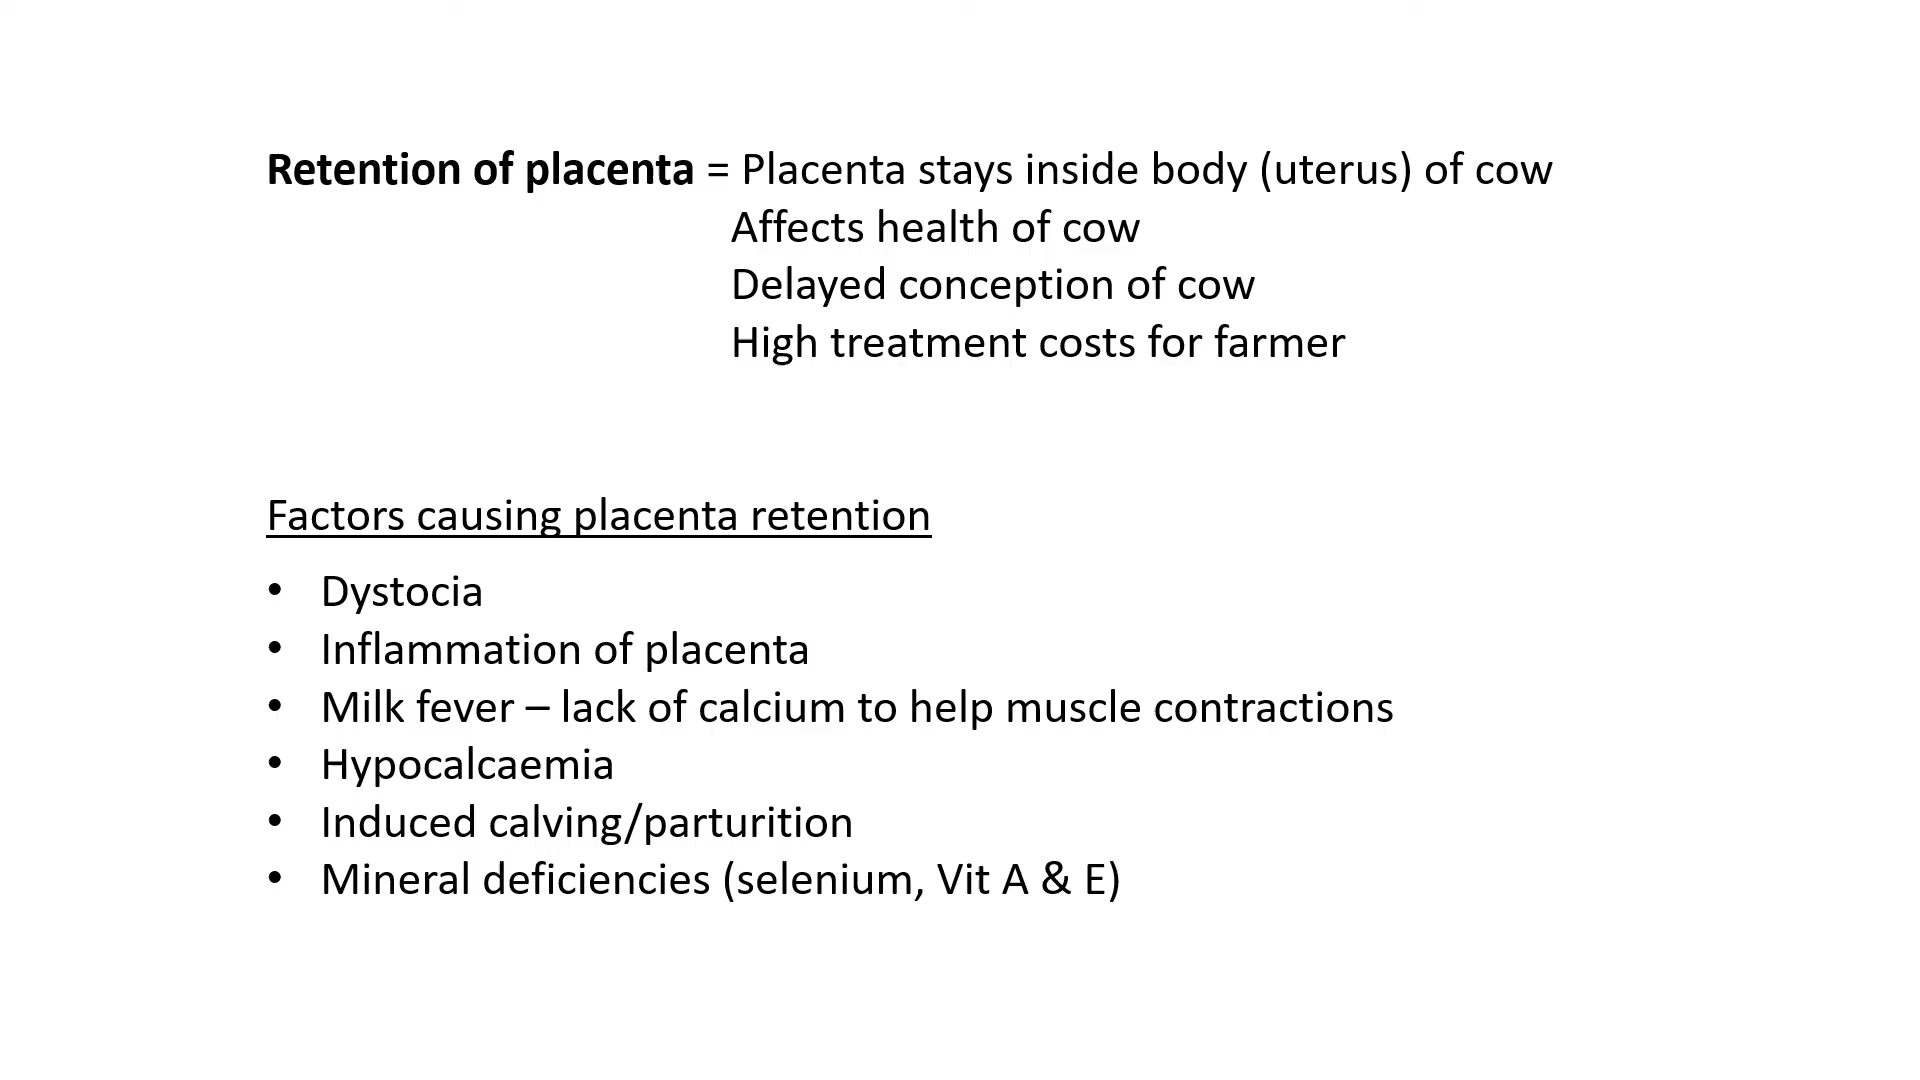 Retention of placenta = Placenta stays inside body (uterus) of cow
Affects health of cow
Delayed conception of cow
High treatment costs for farmer
Factors causing placenta retention
• Dystocia
• Inflammation of placenta
• Milk fever – lack of calcium to help muscle contractions
• Hypocalcaemia
• Induced calving/parturition
• Mineral deficiencies (selenium, Vit A & E)